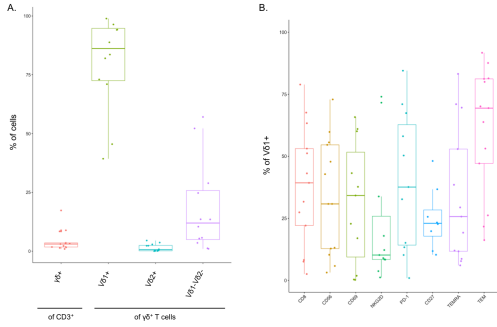 A.
% of cells
100
75
50
25
0
γδ+
Vδ1+
Vδ2+
Vδ1-Vδ2-
of CD3+
of γδ+ T cells
B.
% of Vδ1+
100
75
50
25
0
CD8
CD56
CD69
NKG2D
PD-1
CD27
TEMRA
TEM